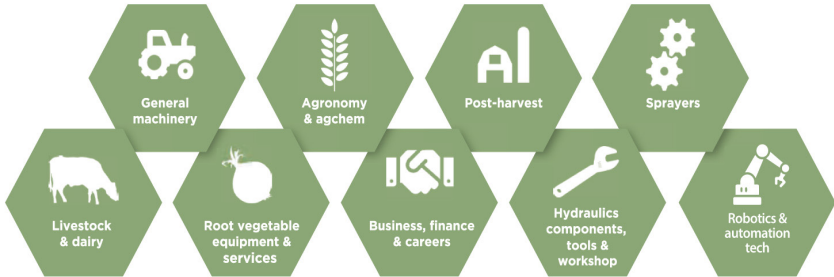 General
machinery
Agronomy
& agchem
Post-harvest
Sprayers
Livestock
& dairy
Root vegetable
equipment &
services
Business, finance
& careers
Hydraulics
components,
tools &
workshop
Robotics &
automation
tech